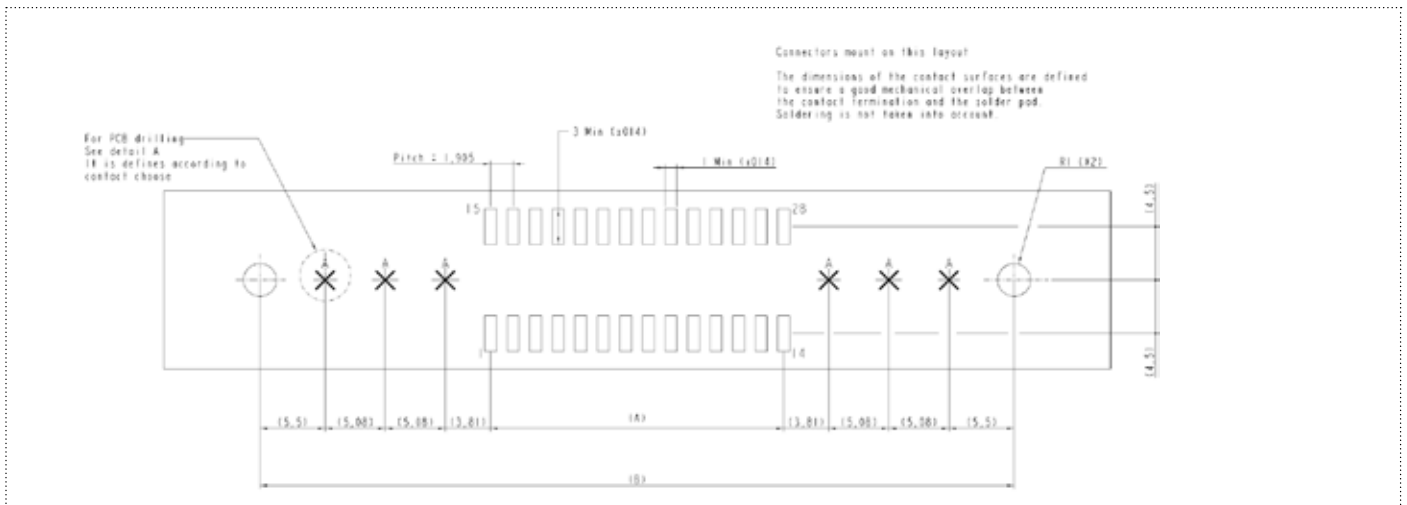 Connectors mount on this layout
The dimensions of the contact surfaces are defined
to ensure a good mechanical overlap between
the contact termination and the solder pad.
Soldering is not taken into account.
For PCB drilling
See detail A
It is defines according to
contact choose
3 Min (x014)
Pitch = 1,905
1 Min (x014)
R1 (X2)
15
28
(4,5)
A
A
A
A
A
A
1
14
(4,5)
(5,5)
(5,08)
(5,08)
(3,81)
(A)
(3,81)
(5,08)
(5,08)
(5,5)
(B)